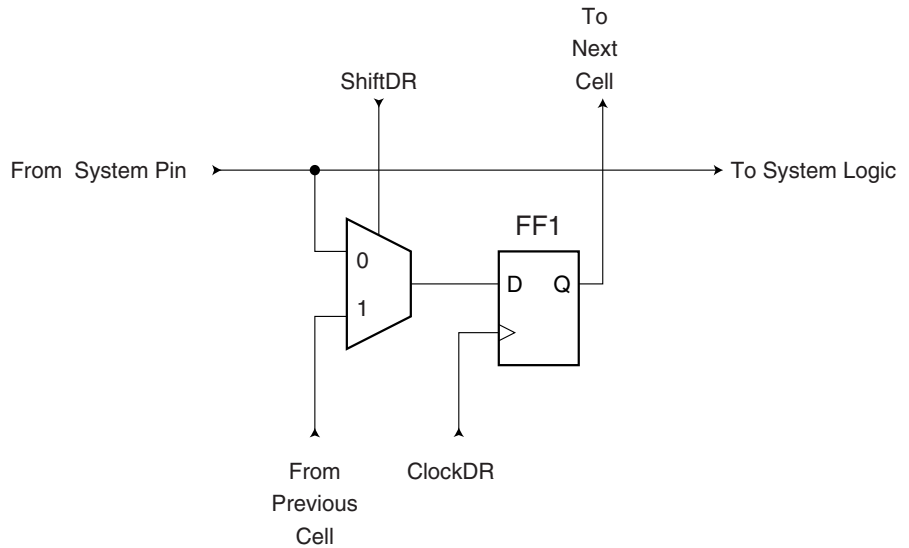 To
Next
Cell
ShiftDR
From System Pin
To System Logic
FF1
0
D Q
1
From
Previous
Cell
ClockDR